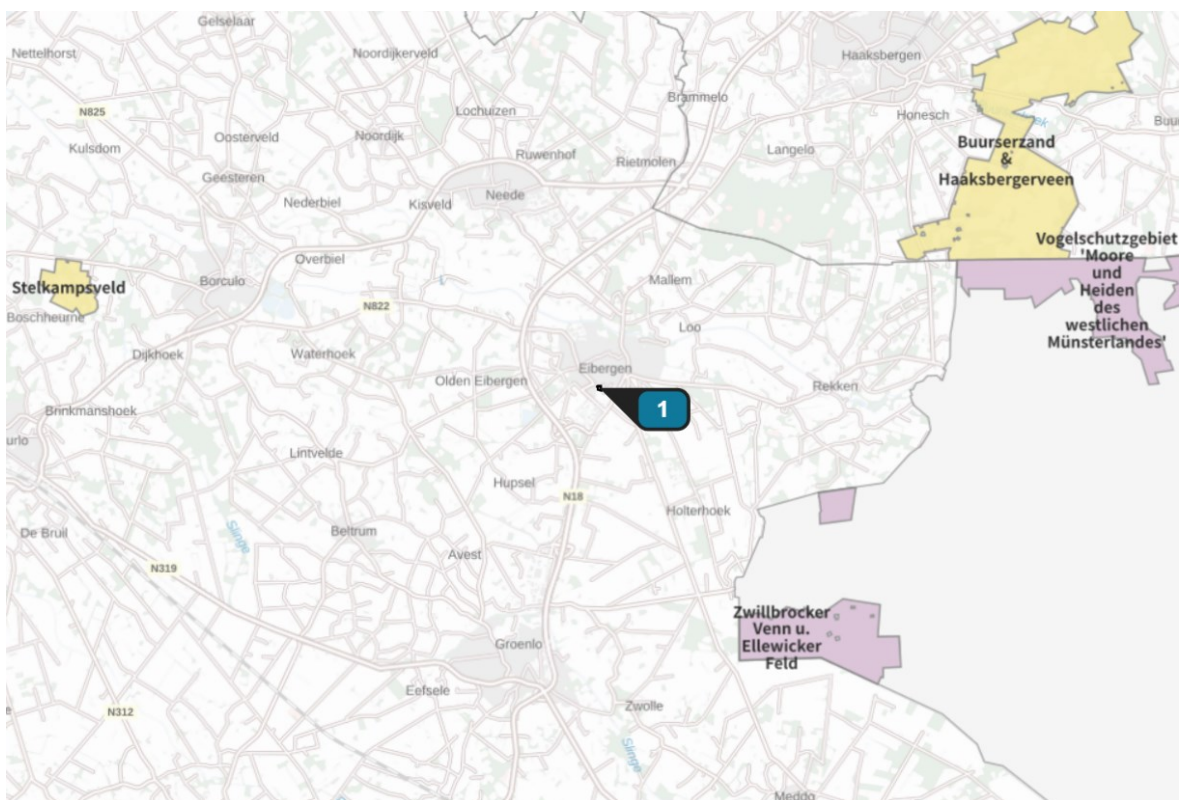 Gelselaar
Nettelhorst
Noordijkerveld
Haaksbergen
Brammelo
N825
Lochuizen
Honesch
Oosterveld
Noordijk
Kulsdom
Langelo
Buurserzand
&
Haaksbergerveen
Ruwenhof
Rietmolen
Geesteren
Neede
Nederbiel
Kisveld
Vogelschutzgebiet
'Moore
und
Heiden
des
westlichen
Münsterlandes'
Overbiel
Borculo
Mallem
Stelkampsveld
N822
Boschheurne
Loo
Dijkhoek
Waterhoek
Eibergen
Olden Eibergen
Rekken
1
Brinkmanshoek
urlo
Lintvelde
Hupsel
N18
Holterhoek
De Bruil
Slinge
Beltrum
Avest
N319
Zwillbrocker
Venn u.
Ellewicker
Feld
Groenlo
Eefsele
Zwolle
N312
Slinge
Meddo